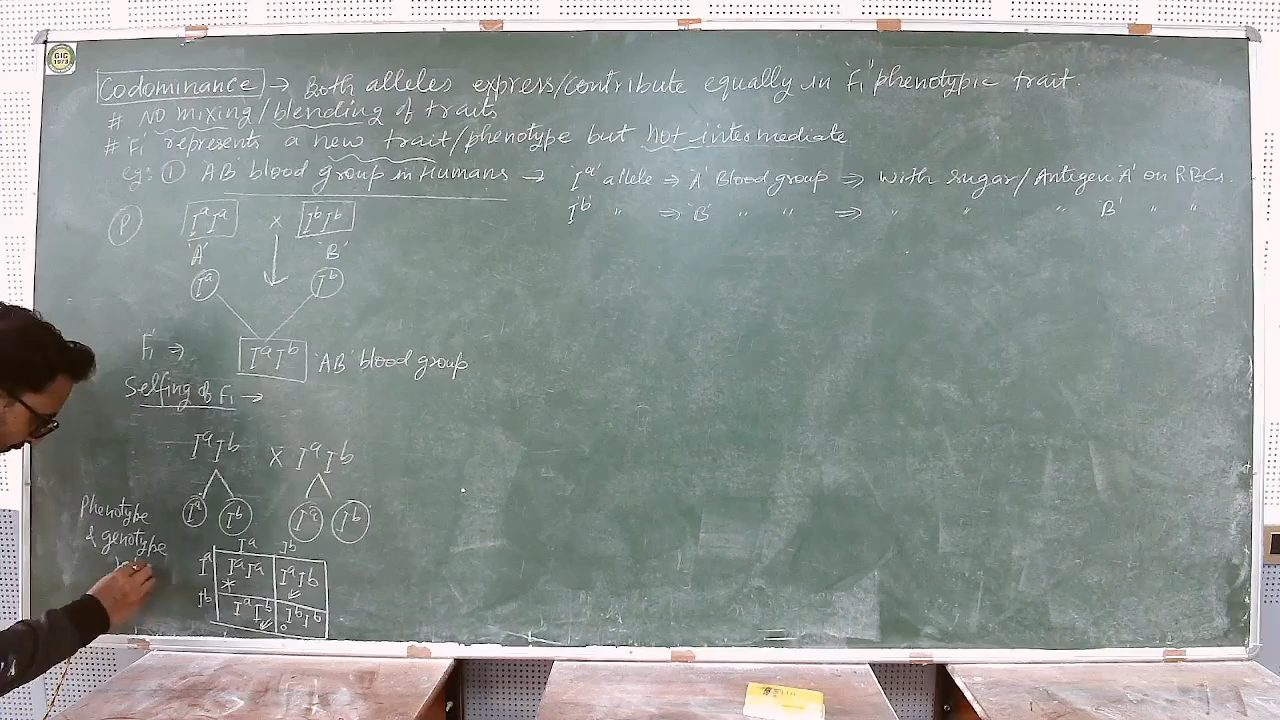 GIC
1973
Codominance → Both alleles express/contribute equally in 'F1' phenotypic trait.
# No mixing/blending of traits
# 'F1' represents a new trait/phenotype but not intermediate
eg: ① 'AB' blood group in Humans → 'Iᵃ' allele ⇒ 'A' Blood group ⇒ with sugar/Antigen 'A' on RBCs.
'Iᵇ' " ⇒ 'B' " " ⇒ " " " 'B' " "
P IᵃIᵃ × IᵇIᵇ
'A' 'B'
Iᵃ Iᵇ
F1 ⇒ IᵃIᵇ 'AB' blood group
Selfing of F1 →
IᵃIᵇ × IᵃIᵇ
Iᵃ Iᵇ Iᵃ Iᵇ
Phenotype
& genotype
Iᵃ Iᵇ
Iᵃ IᵃIᵃ IᵃIᵇ
Iᵇ IᵃIᵇ IᵇIᵇ